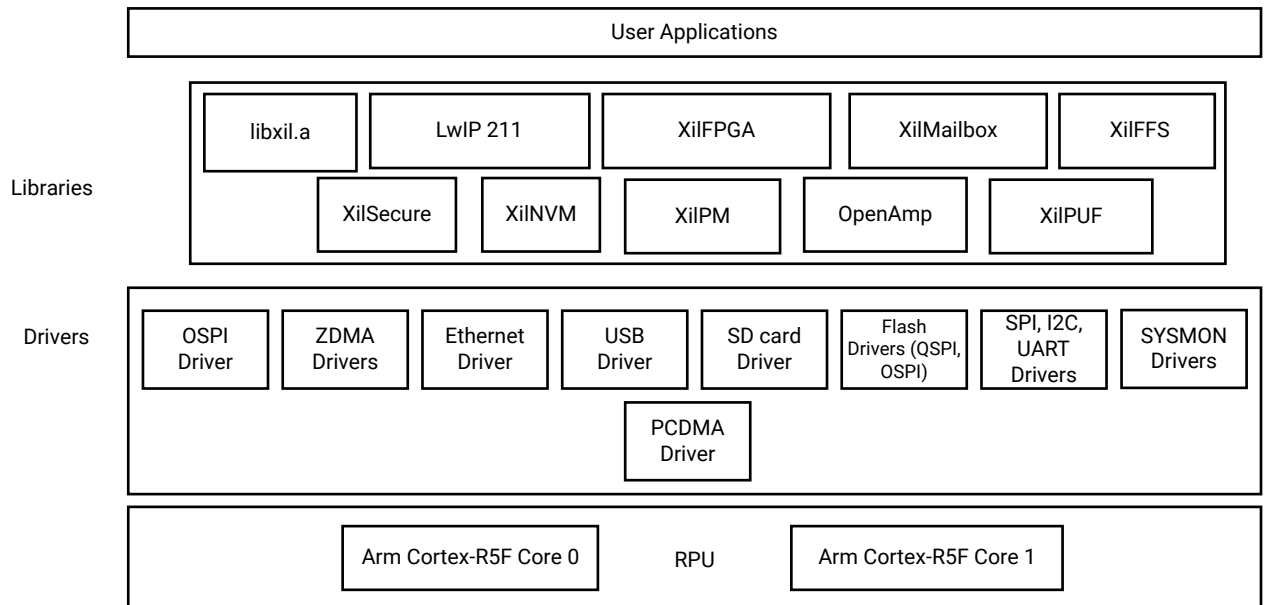 User Applications
libxil.a
LwIP 211
XilFPGA
XilMailbox
XilFFS
Libraries
XilSecure
XilNVM
XilPM
OpenAmp
XilPUF
Drivers
OSPI
Driver
ZDMA
Drivers
Ethernet
Driver
USB
Driver
SD card
Driver
Flash
Drivers (QSPI,
OSPI)
SPI, I2C,
UART
Drivers
SYSMON
Drivers
PCDMA
Driver
Arm Cortex-R5F Core 0
RPU
Arm Cortex-R5F Core 1